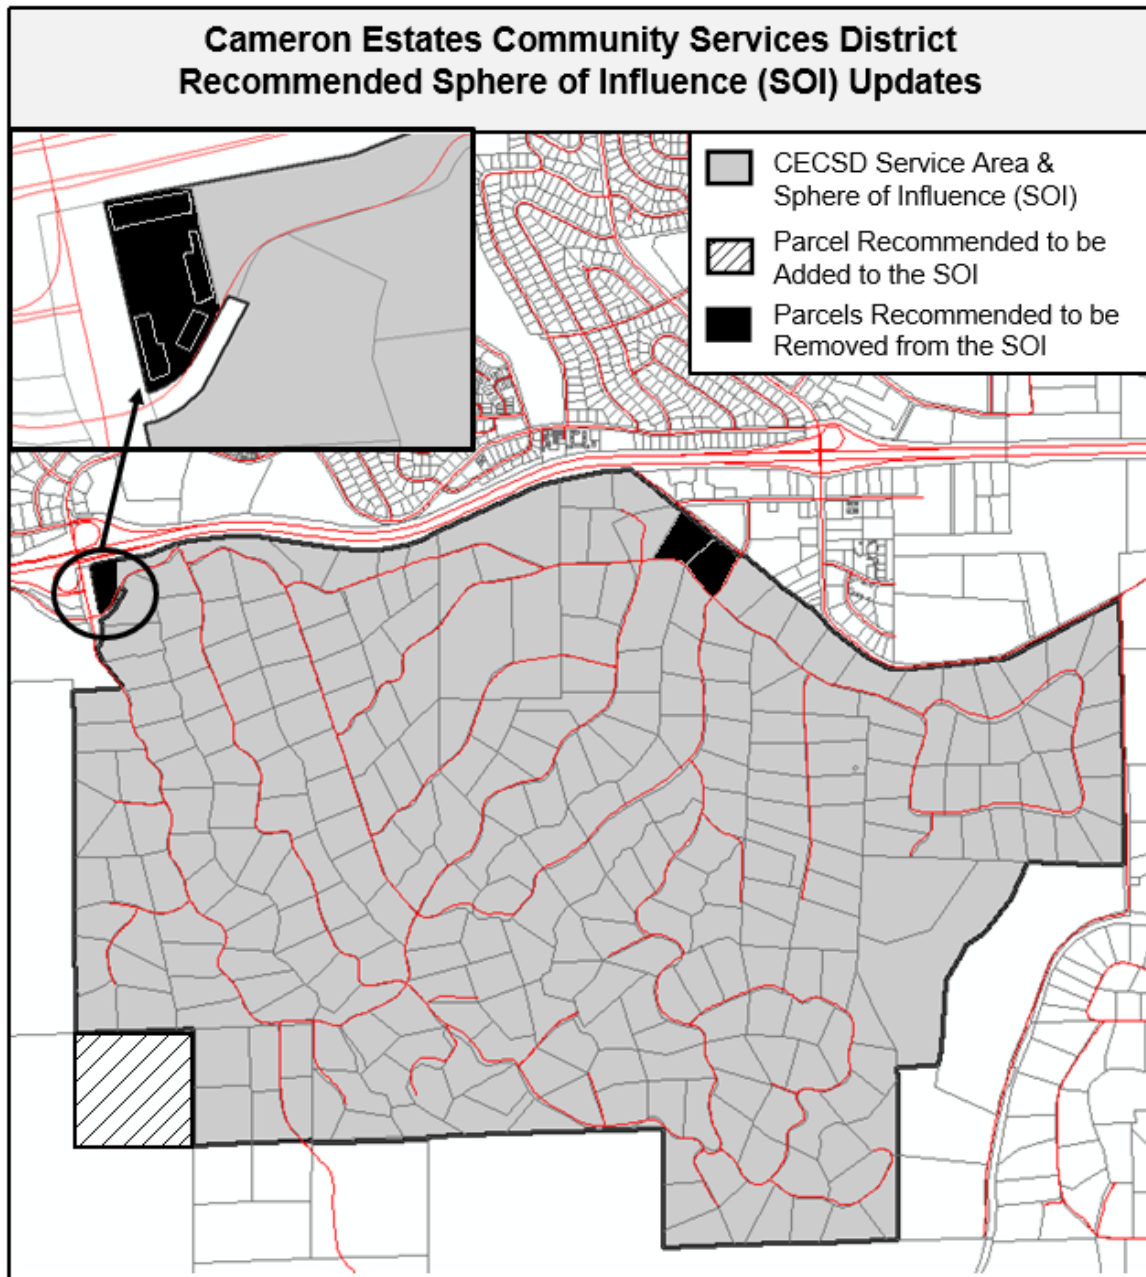 Cameron Estates Community Services District
Recommended Sphere of Influence (SOI) Updates
CECSD Service Area &
Sphere of Influence (SOI)
Parcel Recommended to be
Added to the SOI
Parcels Recommended to be
Removed from the SOI